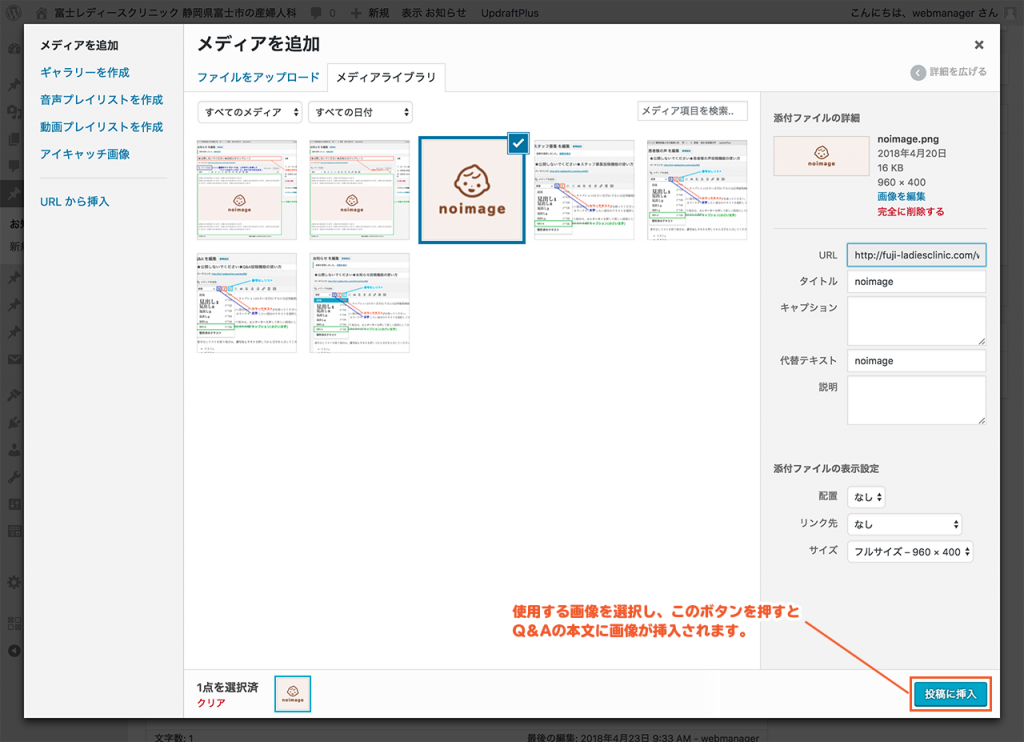 富士レディースクリニック 静岡県富士市の産婦人科
0
新規
表示 お知らせ
UpdraftPlus
こんにちは、webmanager さん
メディアを追加
ギャラリーを作成
音声プレイリストを作成
動画プレイリストを作成
アイキャッチ画像
URL から挿入
メディアを追加
ファイルをアップロード
メディアライブラリ
詳細を広げる
すべてのメディア
すべての日付
メディア項目を検索..
noimage
noimage
noimage
添付ファイルの詳細
noimage
noimage.png
2018年4月20日
16 KB
960 × 400
画像を編集
完全に削除する
URL
http://fuji-ladiesclinic.com/v
タイトル
noimage
キャプション
代替テキスト
noimage
説明
添付ファイルの表示設定
配置
なし
リンク先
なし
サイズ
フルサイズ – 960 × 400
使用する画像を選択し、このボタンを押すと
Q&Aの本文に画像が挿入されます。
1点を選択済
クリア
noimage
投稿に挿入
文字数: 1
最後の編集: 2018年4月23日 9:33 AM - webmanager